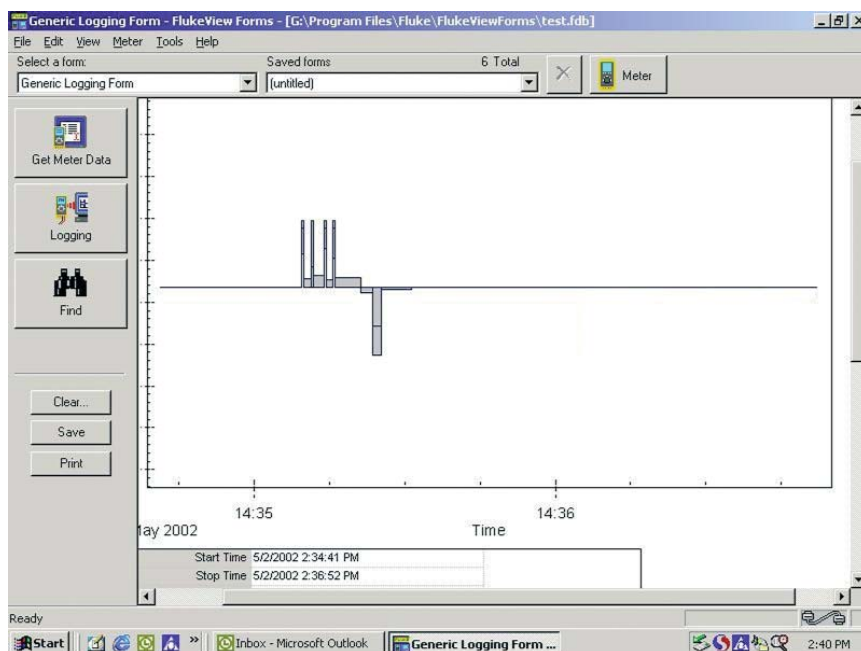 Generic Logging Form - FlukeView Forms - [G:\Program Files\Fluke\FlukeViewForms\test.fdb]
File Edit View Meter Tools Help
Select a form: Saved forms 6 Total
Generic Logging Form (untitled) Meter
Get Meter Data
Logging
Find
Clear...
Save
Print
14:35 14:36
May 2002 Time
Start Time 5/2/2002 2:34:41 PM
Stop Time 5/2/2002 2:36:52 PM
Ready
Start » Inbox - Microsoft Outlook Generic Logging Form ... 2:40 PM